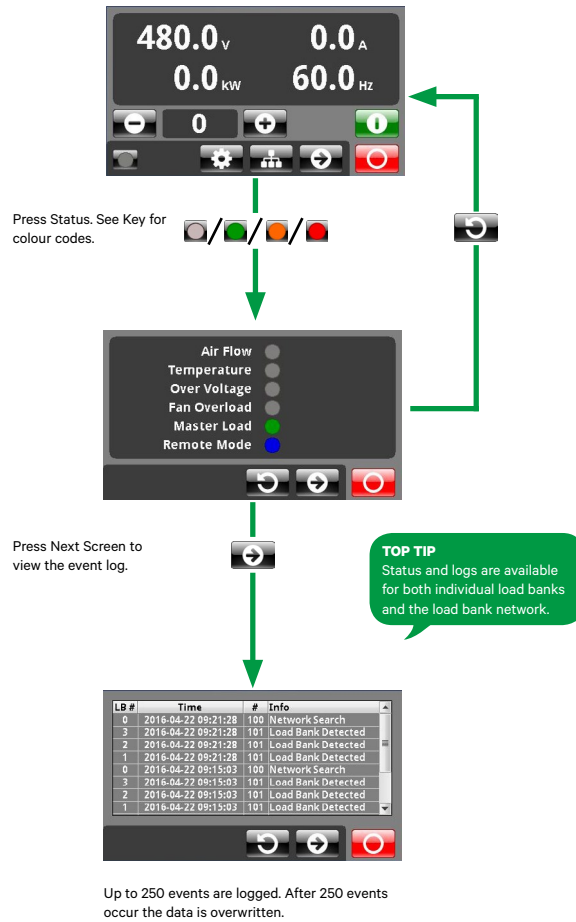 480.0 V 0.0 A
0.0 kW 60.0 Hz
0
Press Status. See Key for
colour codes.
/ / /
Air Flow
Temperature
Over Voltage
Fan Overload
Master Load
Remote Mode
Press Next Screen to
view the event log.
TOP TIP
Status and logs are available
for both individual load banks
and the load bank network.
LB # Time # Info
0 2016-04-22 09:21:28 100 Network Search
3 2016-04-22 09:21:28 101 Load Bank Detected
2 2016-04-22 09:21:28 101 Load Bank Detected
1 2016-04-22 09:21:28 101 Load Bank Detected
0 2016-04-22 09:15:03 100 Network Search
3 2016-04-22 09:15:03 101 Load Bank Detected
2 2016-04-22 09:15:03 101 Load Bank Detected
1 2016-04-22 09:15:03 101 Load Bank Detected
Up to 250 events are logged. After 250 events
occur the data is overwritten.